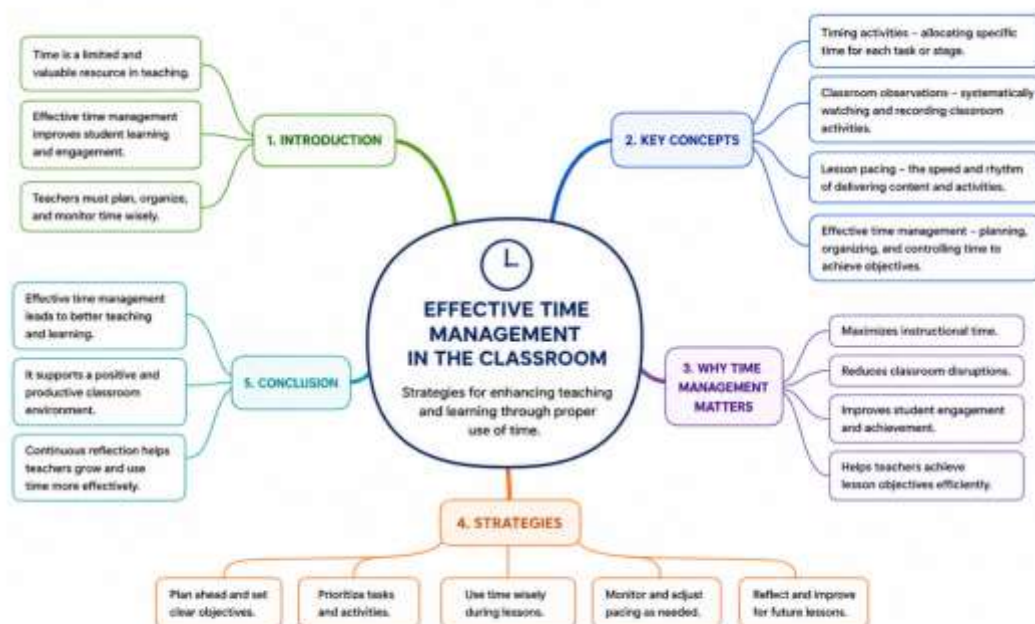 EFFECTIVE TIME
MANAGEMENT
IN THE CLASSROOM
Strategies for enhancing teaching
and learning through proper
use of time.
1. INTRODUCTION
Time is a limited and
valuable resource in teaching.
Effective time management
improves student learning
and engagement.
Teachers must plan, organize,
and monitor time wisely.
2. KEY CONCEPTS
Timing activities – allocating specific
time for each task or stage.
Classroom observations – systematically
watching and recording classroom
activities.
Lesson pacing – the speed and rhythm
of delivering content and activities.
Effective time management – planning,
organizing, and controlling time to
achieve objectives.
3. WHY TIME
MANAGEMENT
MATTERS
Maximizes instructional time.
Reduces classroom disruptions.
Improves student engagement
and achievement.
Helps teachers achieve
lesson objectives efficiently.
4. STRATEGIES
Plan ahead and set
clear objectives.
Prioritize tasks
and activities.
Use time wisely
during lessons.
Monitor and adjust
pacing as needed.
Reflect and improve
for future lessons.
5. CONCLUSION
Effective time management
leads to better teaching
and learning.
It supports a positive and
productive classroom
environment.
Continuous reflection helps
teachers grow and use
time more effectively.